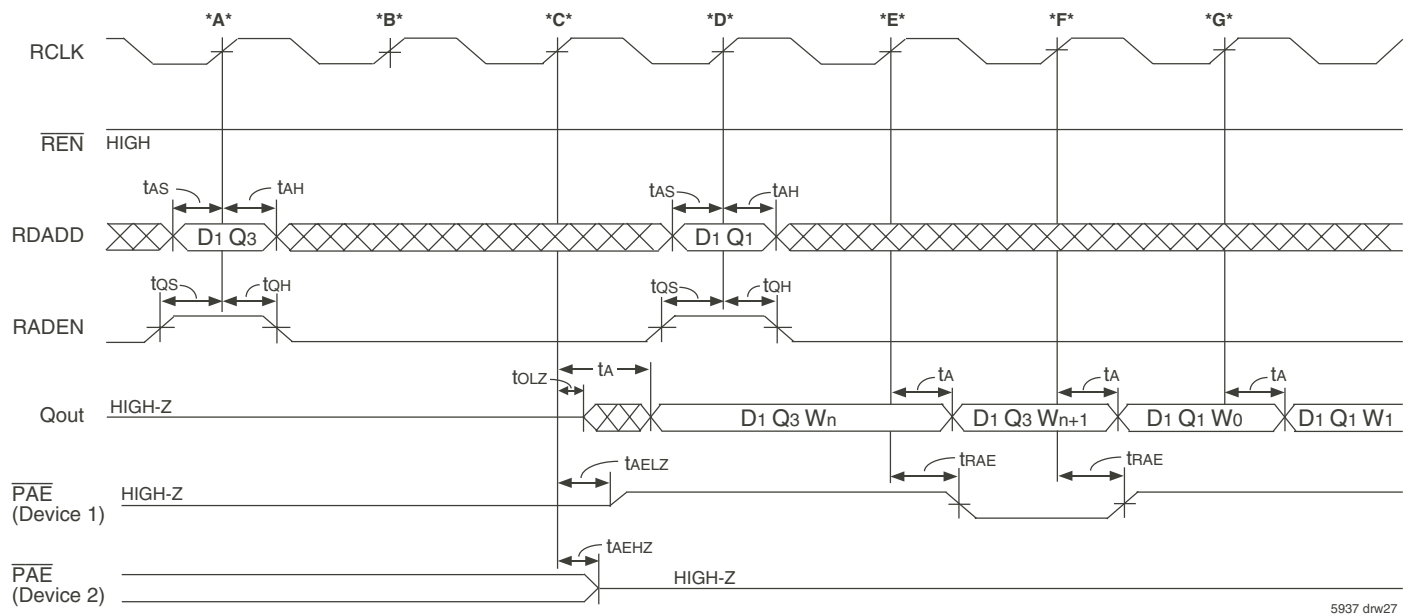 *A* *B* *C* *D* *E* *F* *G*
RCLK
REN HIGH
tAS tAH tAS tAH
RDADD D1 Q3 D1 Q1
tQS tQH tQS tQH
RADEN
tOLZ tA tA tA tA
Qout HIGH-Z D1 Q3 Wn D1 Q3 Wn+1 D1 Q1 W0 D1 Q1 W1
tAELZ tRAE tRAE
PAE HIGH-Z
(Device 1)
tAEHZ
PAE HIGH-Z
(Device 2)
5937 drw27